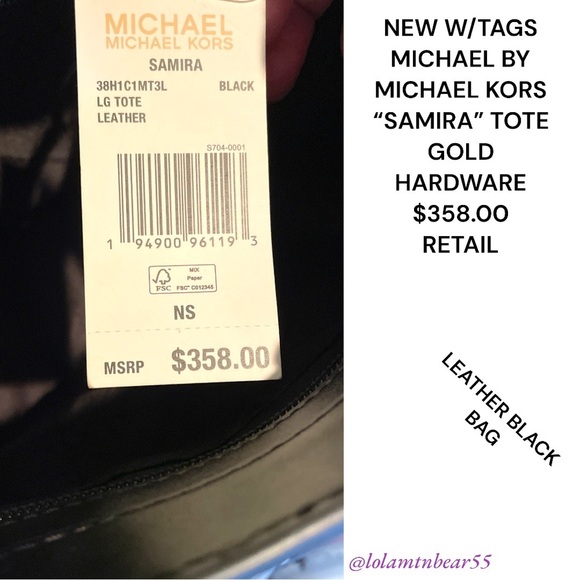 MICHAEL
MICHAEL KORS
SAMIRA
38H1C1MT3L BLACK
LG TOTE
LEATHER
S704-0001
1 94900 96119 3
FSC
MIX
Paper
FSC® C012345
NS
MSRP $358.00
NEW W/TAGS
MICHAEL BY
MICHAEL KORS
“SAMIRA” TOTE
GOLD
HARDWARE
$358.00
RETAIL
LEATHER BLACK
BAG
@lolamtnbear55